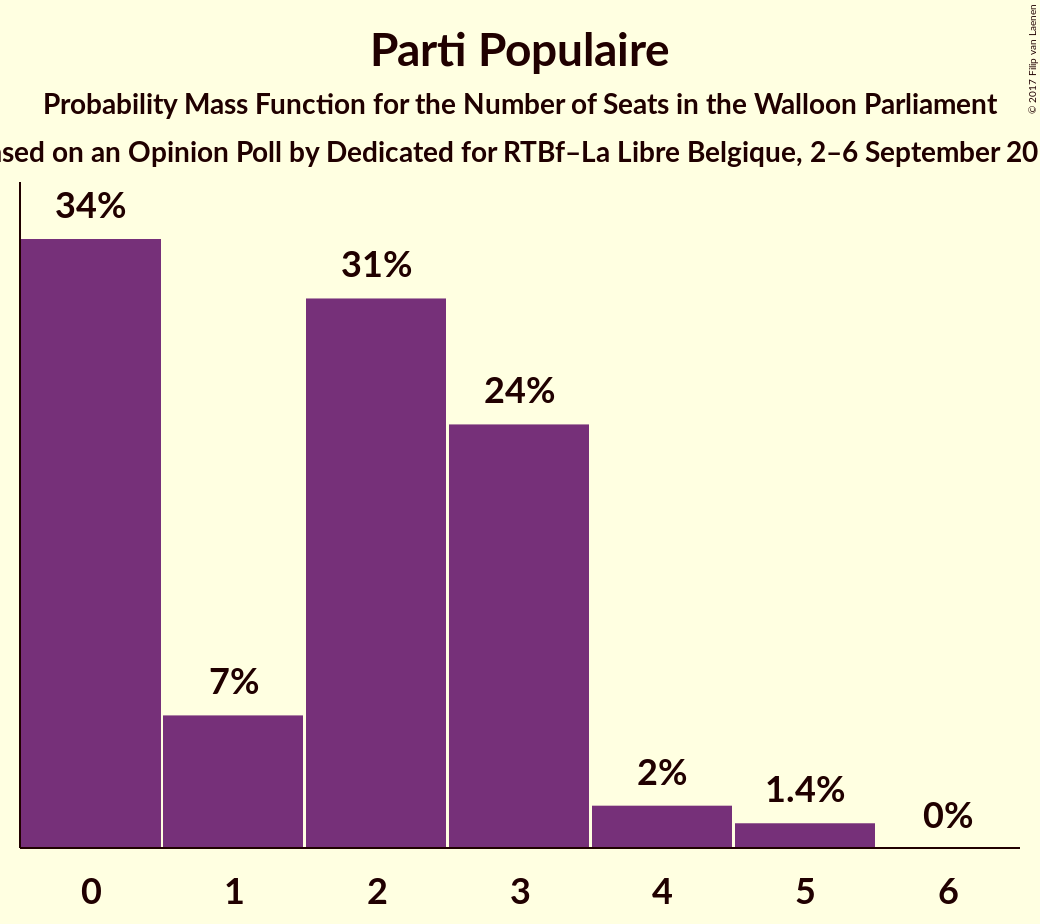 Parti Populaire
Probability Mass Function for the Number of Seats in the Walloon Parliament
on an Opinion Poll by Dedicated for RTBf–La Libre Belgique, 2–6 September
© 2017 Filip van Laenen
34%
31%
24%
7%
2%
1.4%
0%
0 1 2 3 4 5 6